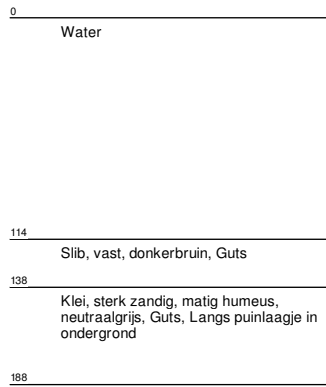 0
Water
114
Slib, vast, donkerbruin, Guts
138
Klei, sterk zandig, matig humeus,
neutraalgrijs, Guts, Langs puinlaagje in
ondergrond
188